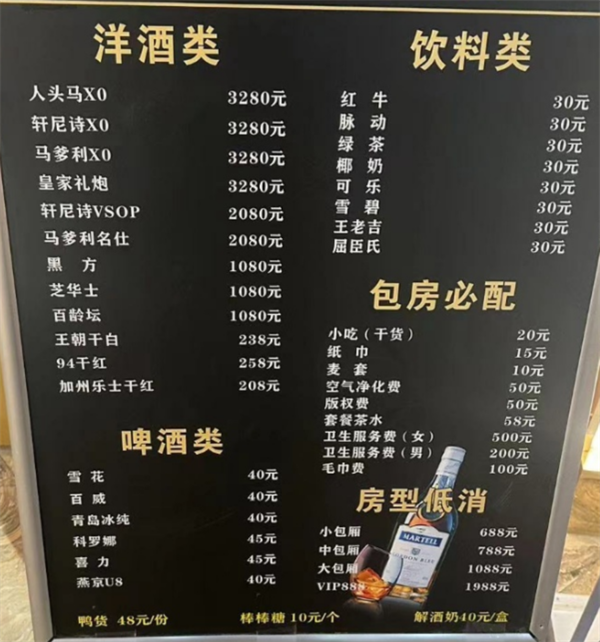 洋酒类
人头马X0 3280元
轩尼诗X0 3280元
马爹利X0 3280元
皇家礼炮 3280元
轩尼诗VSOP 2080元
马爹利名仕 2080元
黑 方 1080元
芝华士 1080元
百龄坛 1080元
王朝干白 238元
94干红 258元
加州乐士干红 208元
啤酒类
雪 花 40元
百 威 40元
青岛冰纯 40元
科罗娜 45元
喜 力 45元
燕京U8 40元
饮料类
红 牛 30元
脉 动 30元
绿 茶 30元
椰 奶 30元
可 乐 30元
雪 碧 30元
王老吉 30元
屈臣氏 30元
包房必配
小吃（干货） 20元
纸 巾 15元
麦 套 10元
空气净化费 50元
版权费 50元
套餐茶水 58元
卫生服务费（女） 500元
卫生服务费（男） 200元
毛巾费 100元
房型低消
小包厢 688元
中包厢 788元
大包厢 1088元
VIP888 1988元
MARTELL
鸭货 48元/份 棒棒糖 10元/个 解酒奶40元/盒